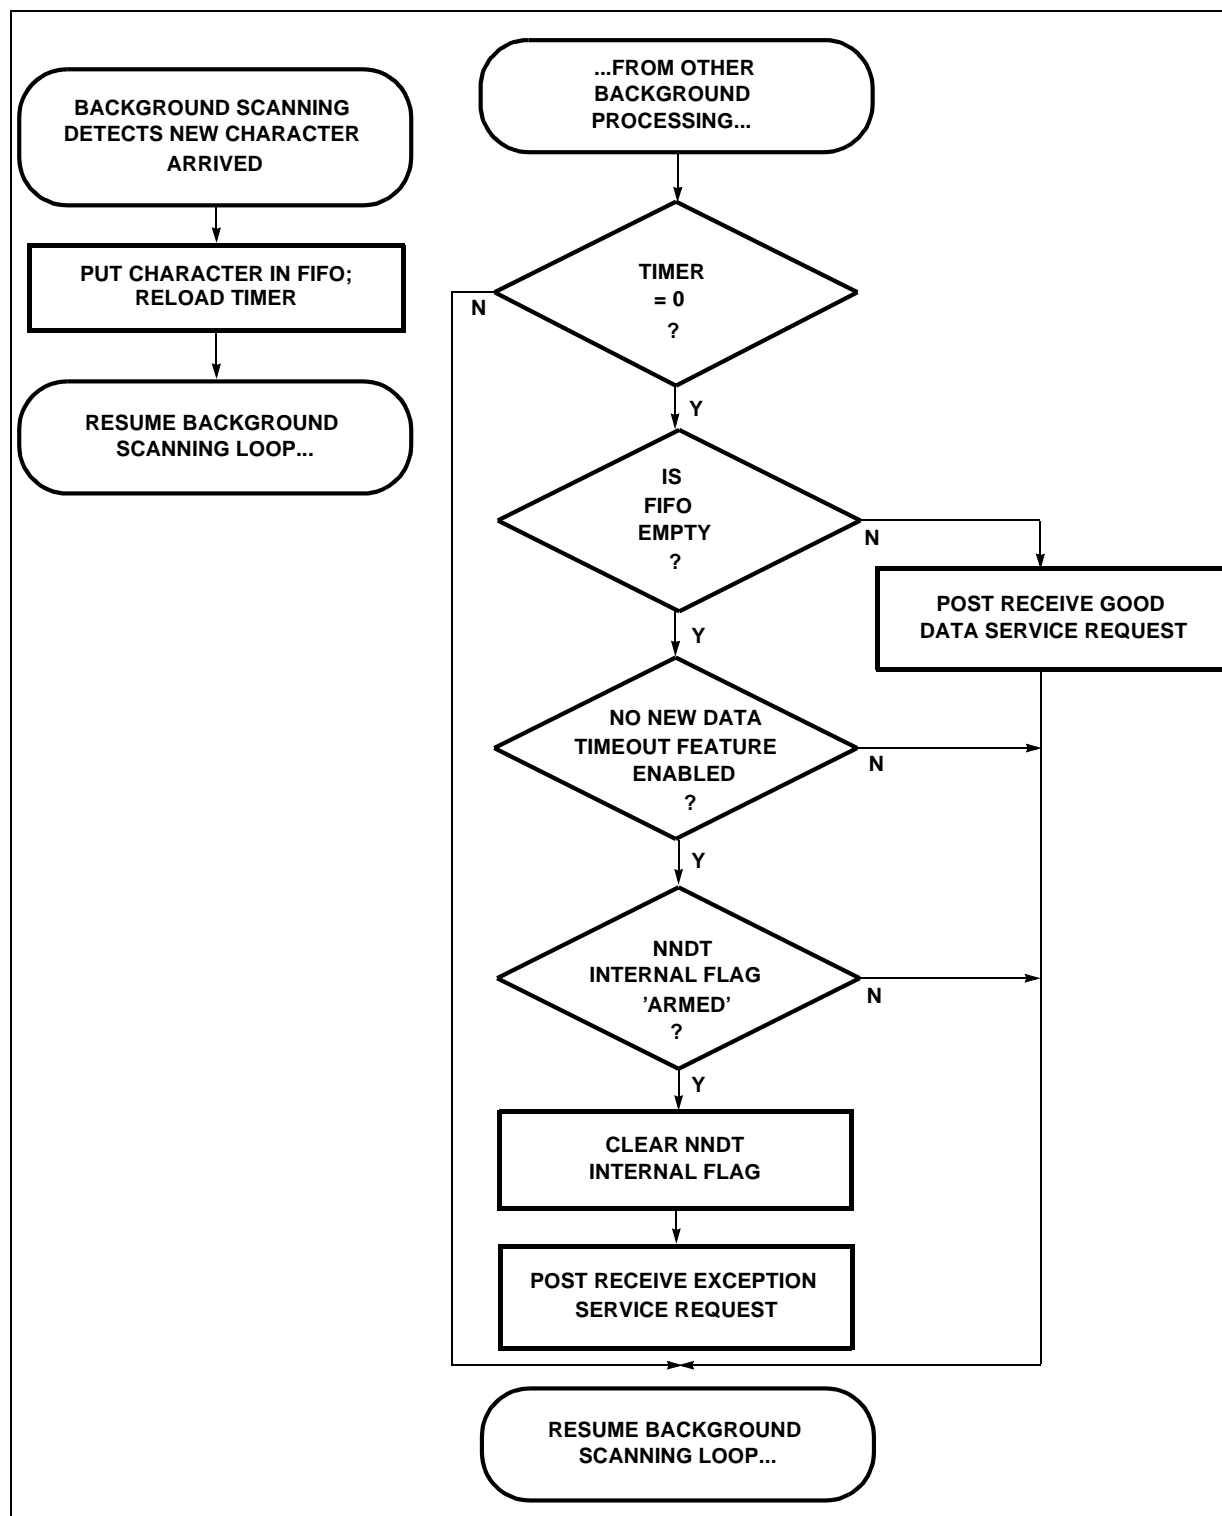 BACKGROUND SCANNING
DETECTS NEW CHARACTER
ARRIVED
PUT CHARACTER IN FIFO;
RELOAD TIMER
RESUME BACKGROUND
SCANNING LOOP...
...FROM OTHER
BACKGROUND
PROCESSING...
TIMER
= 0
?
N
Y
IS
FIFO
EMPTY
?
N
Y
POST RECEIVE GOOD
DATA SERVICE REQUEST
NO NEW DATA
TIMEOUT FEATURE
ENABLED
?
N
Y
NNDT
INTERNAL FLAG
’ARMED’
?
N
Y
CLEAR NNDT
INTERNAL FLAG
POST RECEIVE EXCEPTION
SERVICE REQUEST
RESUME BACKGROUND
SCANNING LOOP...